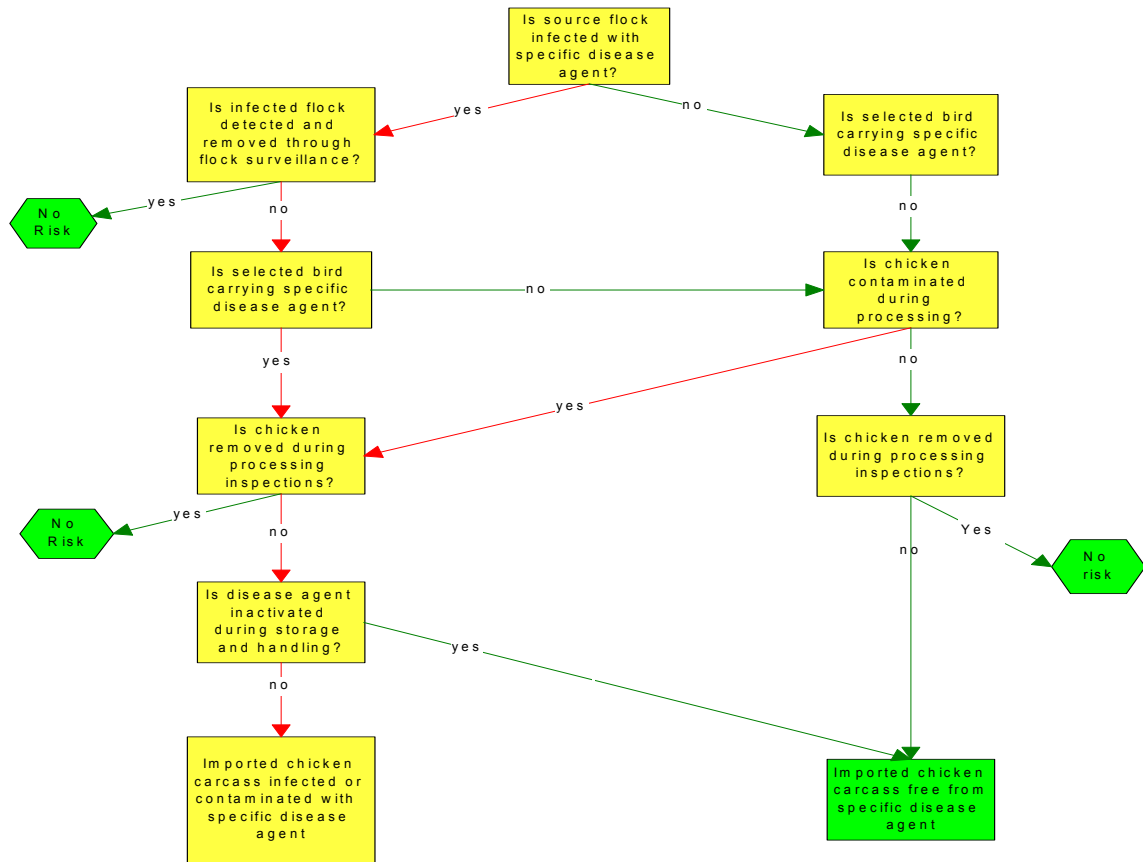 Is source flock
infected with
specific disease
agent?
yes
no
Is infected flock
detected and
removed through
flock surveillance?
Is selected bird
carrying specific
disease agent?
yes
no
no
No
Risk
Is selected bird
carrying specific
disease agent?
no
Is chicken
contaminated
during
processing?
yes
no
yes
Is chicken
removed during
processing
inspections?
Is chicken removed
during processing
inspections?
yes
no
No
Risk
Yes
no
No
risk
Is disease agent
inactivated
during storage
and handling?
yes
no
Imported chicken
carcass infected or
contaminated with
specific disease
agent
Imported chicken
carcass free from
specific disease
agent